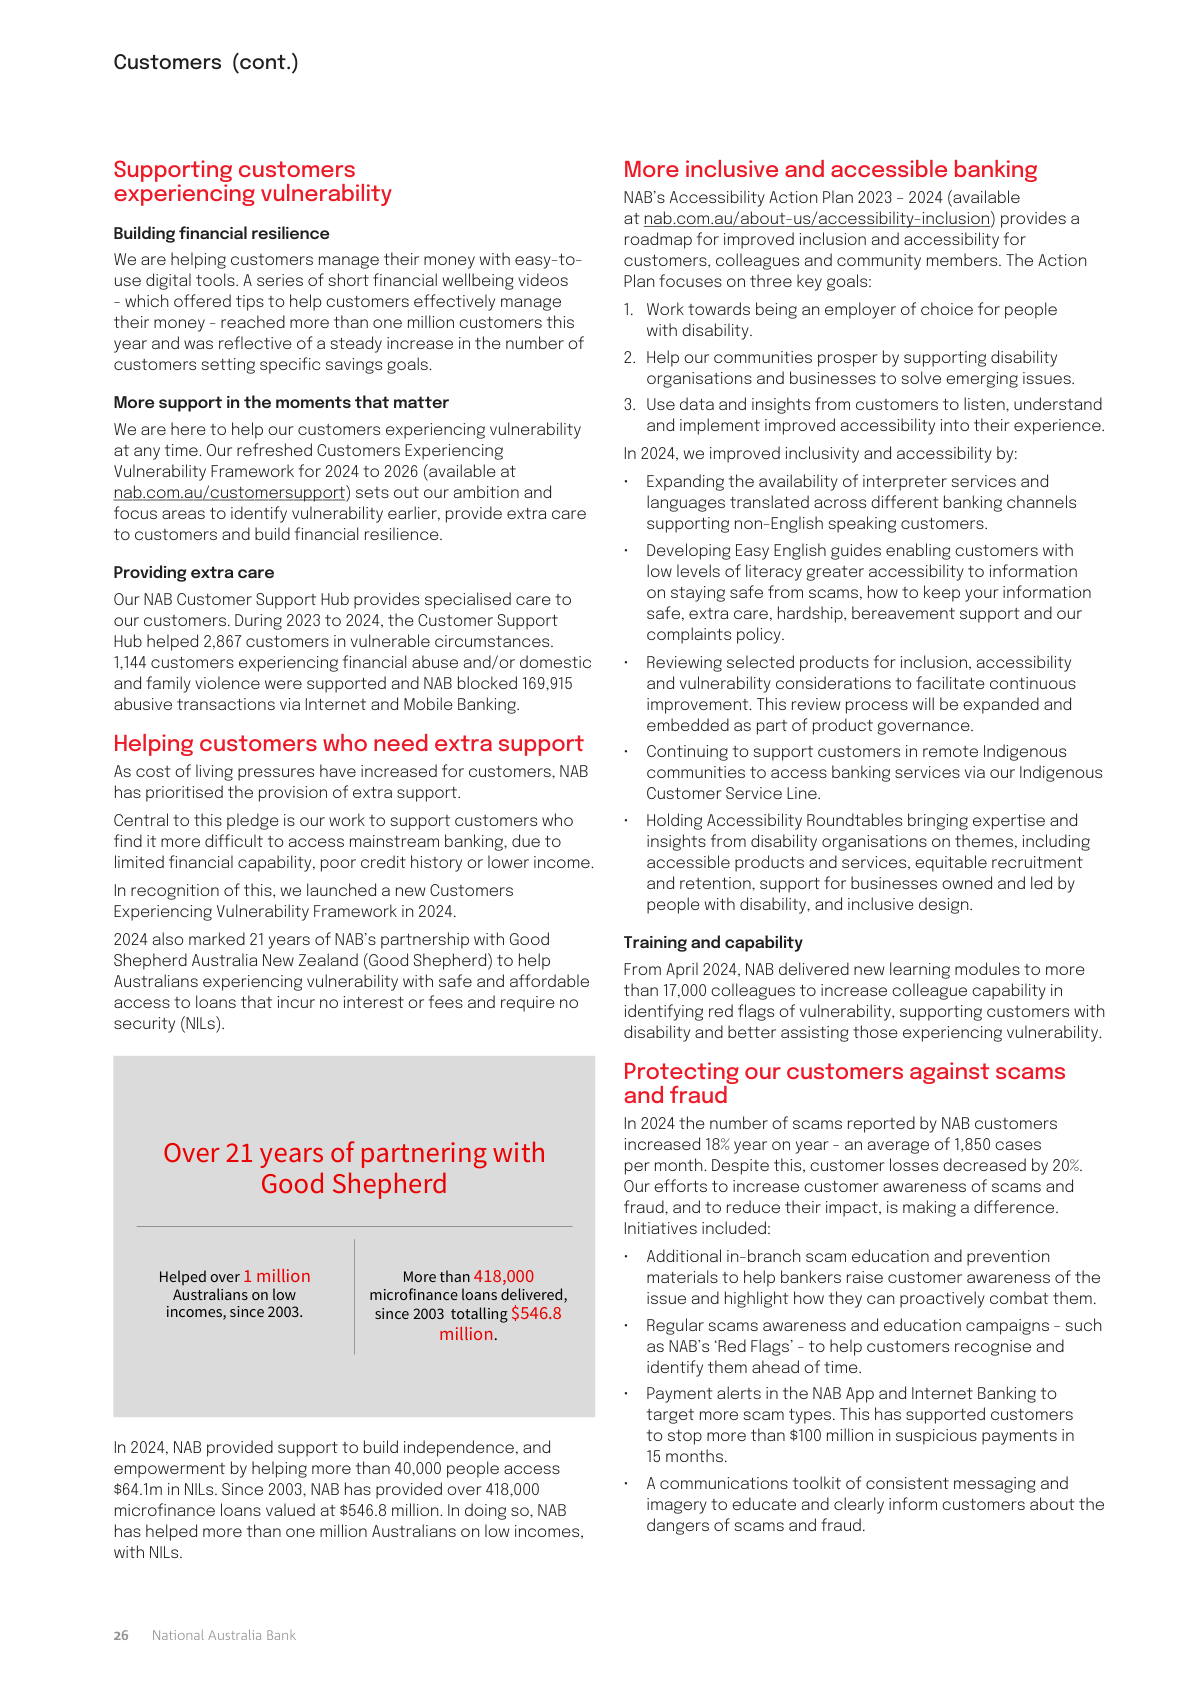 Customers (cont.)
Supporting customers
experiencing vulnerability
Building financial resilience
We are helping customers manage their money with easy-to-
use digital tools. A series of short financial wellbeing videos
- which offered tips to help customers effectively manage
their money - reached more than one million customers this
year and was reflective of a steady increase in the number of
customers setting specific savings goals.
More support in the moments that matter
We are here to help our customers experiencing vulnerability
at any time. Our refreshed Customers Experiencing
Vulnerability Framework for 2024 to 2026 (available at
nab.com.au/customersupport) sets out our ambition and
focus areas to identify vulnerability earlier, provide extra care
to customers and build financial resilience.
Providing extra care
Our NAB Customer Support Hub provides specialised care to
our customers. During 2023 to 2024, the Customer Support
Hub helped 2,867 customers in vulnerable circumstances.
1,144 customers experiencing financial abuse and/or domestic
and family violence were supported and NAB blocked 169,915
abusive transactions via Internet and Mobile Banking.
Helping customers who need extra support
As cost of living pressures have increased for customers, NAB
has prioritised the provision of extra support.
Central to this pledge is our work to support customers who
find it more difficult to access mainstream banking, due to
limited financial capability, poor credit history or lower income.
In recognition of this, we launched a new Customers
Experiencing Vulnerability Framework in 2024.
2024 also marked 21 years of NAB's partnership with Good
Shepherd Australia New Zealand (Good Shepherd) to help
Australians experiencing vulnerability with safe and affordable
access to loans that incur no interest or fees and require no
security (NILs).
Over 21 years of partnering with
Good Shepherd
Helped over 1 million
Australians on low
incomes, since 2003.
More than 418,000
microfinance loans delivered,
since 2003 totalling $546.8
million.
In 2024, NAB provided support to build independence, and
empowerment by helping more than 40,000 people access
$64.1m in NILs. Since 2003, NAB has provided over 418,000
microfinance loans valued at $546.8 million. In doing so, NAB
has helped more than one million Australians on low incomes,
with NILs.
More inclusive and accessible banking
NAB's Accessibility Action Plan 2023 – 2024 (available
at nab.com.au/about-us/accessibility-inclusion) provides a
roadmap for improved inclusion and accessibility for
customers, colleagues and community members. The Action
Plan focuses on three key goals:
1. Work towards being an employer of choice for people
with disability.
2. Help our communities prosper by supporting disability
organisations and businesses to solve emerging issues.
3. Use data and insights from customers to listen, understand
and implement improved accessibility into their experience.
In 2024, we improved inclusivity and accessibility by:
• Expanding the availability of interpreter services and
languages translated across different banking channels
supporting non-English speaking customers.
• Developing Easy English guides enabling customers with
low levels of literacy greater accessibility to information
on staying safe from scams, how to keep your information
safe, extra care, hardship, bereavement support and our
complaints policy.
• Reviewing selected products for inclusion, accessibility
and vulnerability considerations to facilitate continuous
improvement. This review process will be expanded and
embedded as part of product governance.
• Continuing to support customers in remote Indigenous
communities to access banking services via our Indigenous
Customer Service Line.
• Holding Accessibility Roundtables bringing expertise and
insights from disability organisations on themes, including
accessible products and services, equitable recruitment
and retention, support for businesses owned and led by
people with disability, and inclusive design.
Training and capability
From April 2024, NAB delivered new learning modules to more
than 17,000 colleagues to increase colleague capability in
identifying red flags of vulnerability, supporting customers with
disability and better assisting those experiencing vulnerability.
Protecting our customers against scams
and fraud
In 2024 the number of scams reported by NAB customers
increased 18% year on year - an average of 1,850 cases
per month. Despite this, customer losses decreased by 20%.
Our efforts to increase customer awareness of scams and
fraud, and to reduce their impact, is making a difference.
Initiatives included:
• Additional in-branch scam education and prevention
materials to help bankers raise customer awareness of the
issue and highlight how they can proactively combat them.
• Regular scams awareness and education campaigns - such
as NAB's 'Red Flags' - to help customers recognise and
identify them ahead of time.
• Payment alerts in the NAB App and Internet Banking to
target more scam types. This has supported customers
to stop more than $100 million in suspicious payments in
15 months.
• A communications toolkit of consistent messaging and
imagery to educate and clearly inform customers about the
dangers of scams and fraud.
26 National Australia Bank